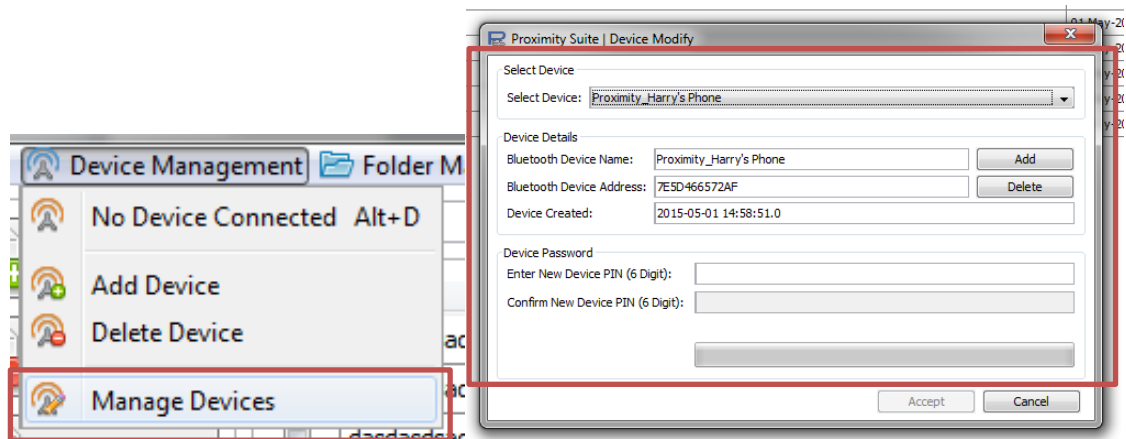 Device Management Folder M
No Device Connected Alt+D
Add Device
Delete Device
Manage Devices
Proximity Suite | Device Modify
Select Device
Select Device: Proximity_Harry's Phone
Device Details
Bluetooth Device Name: Proximity_Harry's Phone Add
Bluetooth Device Address: 7E5D466572AF Delete
Device Created: 2015-05-01 14:58:51.0
Device Password
Enter New Device PIN (6 Digit):
Confirm New Device PIN (6 Digit):
Accept Cancel